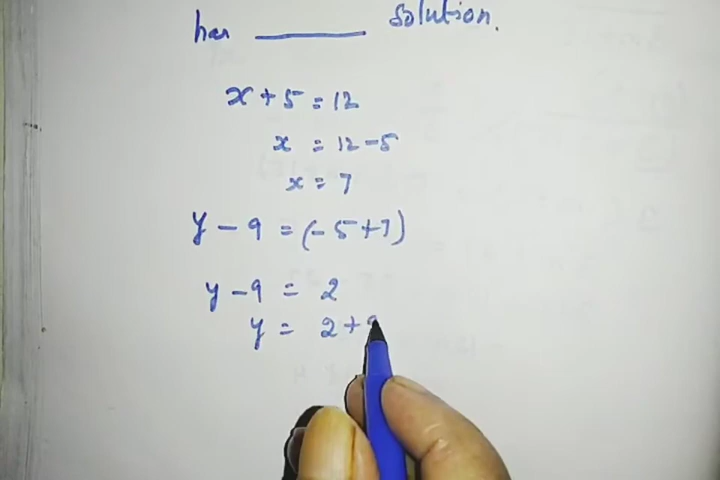 has ______ solution.
x + 5 = 12
x = 12 - 5
x = 7
y - 9 = (- 5 + 7)
y - 9 = 2
y = 2 +